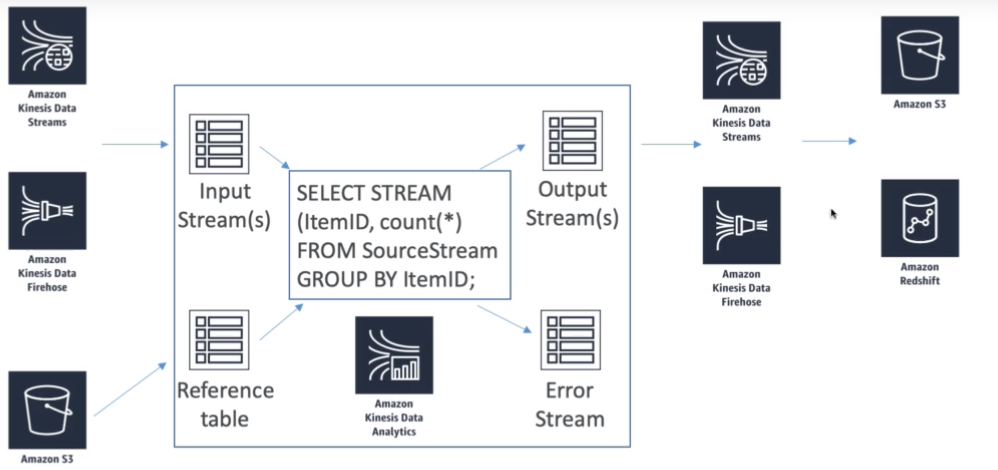 Amazon
Kinesis Data
Streams
Amazon
Kinesis Data
Firehose
Amazon S3
Input
Stream(s)
Reference
table
SELECT STREAM
(ItemID, count(*)
FROM SourceStream
GROUP BY ItemID;
Amazon
Kinesis Data
Analytics
Output
Stream(s)
Error
Stream
Amazon
Kinesis Data
Streams
Amazon
Kinesis Data
Firehose
Amazon S3
Amazon
Redshift